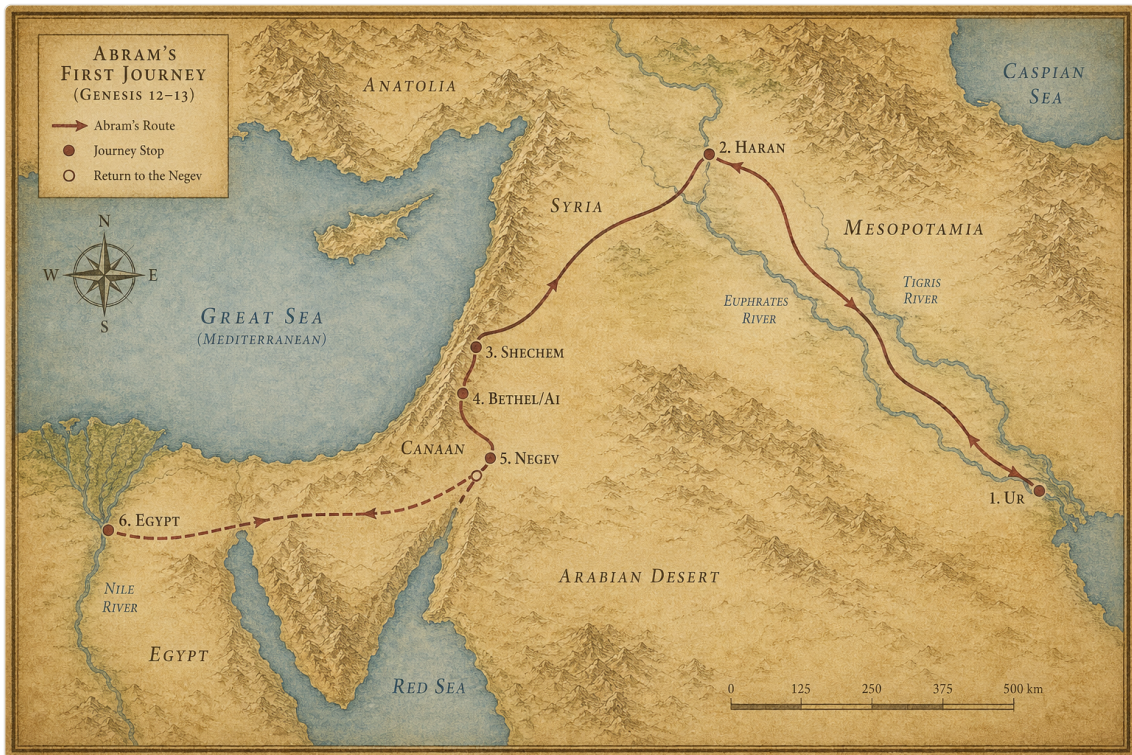 ABRAM'S
FIRST JOURNEY
(GENESIS 12–13)
Abram's Route
Journey Stop
Return to the Negev
N
W
E
S
ANATOLIA
CASPIAN
SEA
2. HARAN
SYRIA
MESOPOTAMIA
TIGRIS
RIVER
EUPHRATES
RIVER
GREAT SEA
(MEDITERRANEAN)
3. SHECHEM
4. BETHEL/AI
CANAAN
5. NEGEV
1. UR
6. EGYPT
NILE
RIVER
ARABIAN DESERT
EGYPT
RED SEA
0 125 250 375 500 km